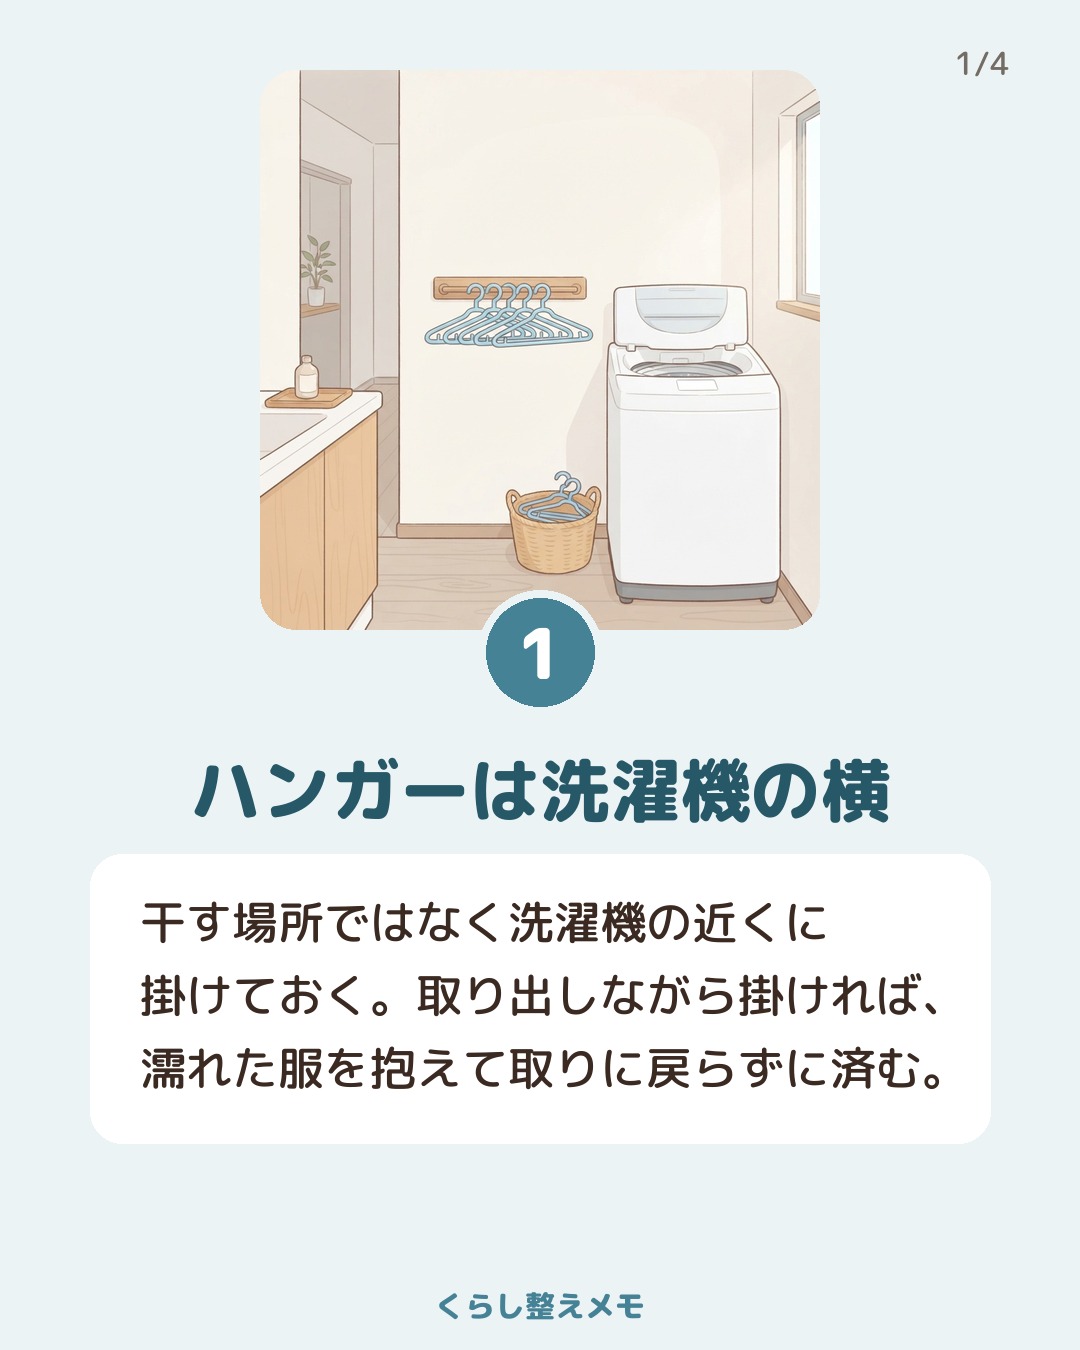 1/4
1
ハンガーは洗濯機の横
干す場所ではなく洗濯機の近くに
掛けておく。取り出しながら掛ければ、
濡れた服を抱えて取りに戻らずに済む。
くらし整えメモ